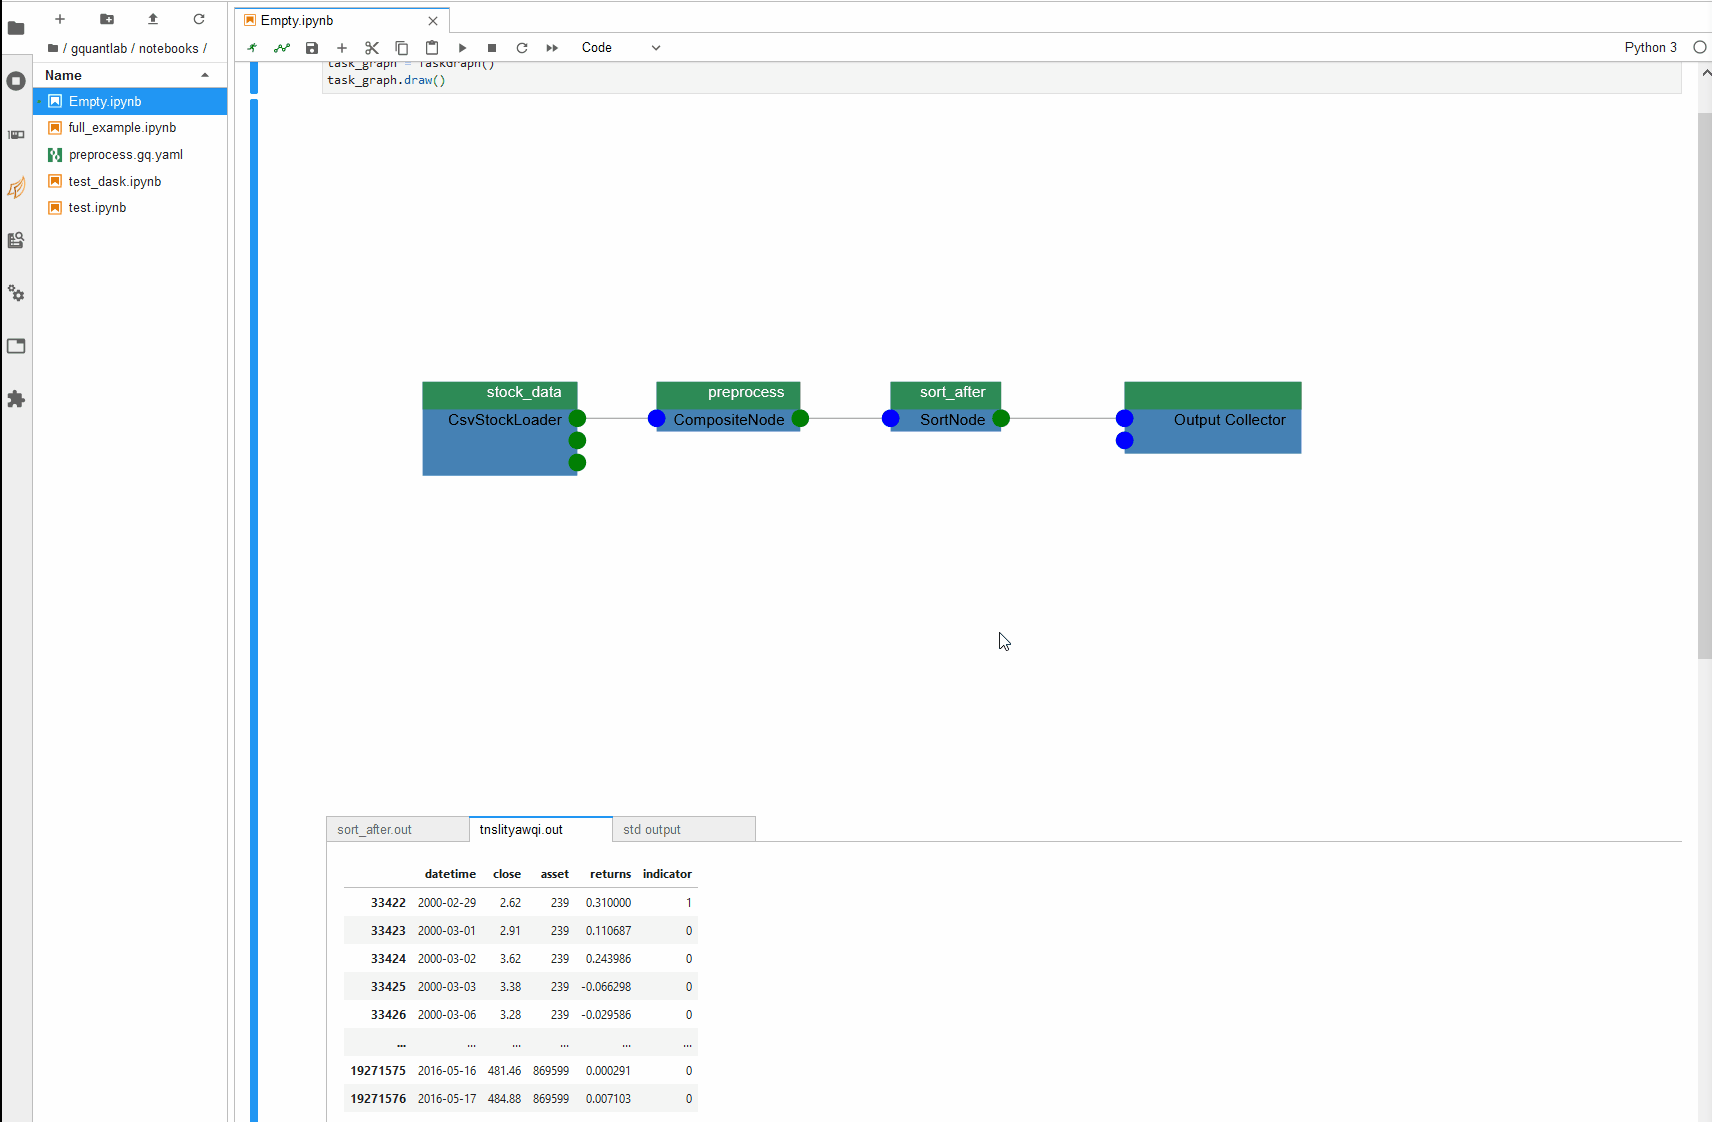 Empty.ipynb
Code
Python 3
/ gquantlab / notebooks /
Name
Empty.ipynb
full_example.ipynb
preprocess.gq.yaml
test_dask.ipynb
test.ipynb
task_graph = TaskGraph()
task_graph.draw()
stock_data
CsvStockLoader
preprocess
CompositeNode
sort_after
SortNode
Output Collector
sort_after.out
tnslityawqi.out
std output
datetime close asset returns indicator
33422 2000-02-29 2.62 239 0.310000 1
33423 2000-03-01 2.91 239 0.110687 0
33424 2000-03-02 3.62 239 0.243986 0
33425 2000-03-03 3.38 239 -0.066298 0
33426 2000-03-06 3.28 239 -0.029586 0
... ... ... ... ... ...
19271575 2016-05-16 481.46 869599 0.000291 0
19271576 2016-05-17 484.88 869599 0.007103 0